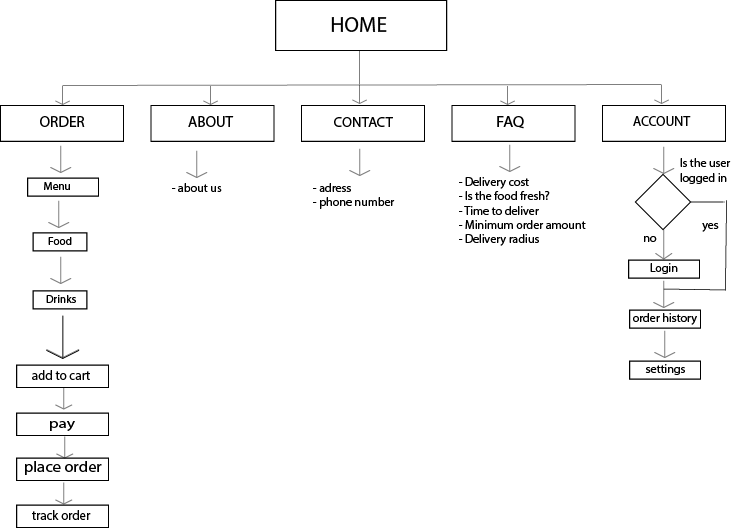 HOME
ORDER
ABOUT
CONTACT
FAQ
ACCOUNT
Menu
Food
Drinks
add to cart
pay
place order
track order
- about us
- adress
- phone number
- Delivery cost
- Is the food fresh?
- Time to deliver
- Minimum order amount
- Delivery radius
Is the user
logged in
yes
no
Login
order history
settings